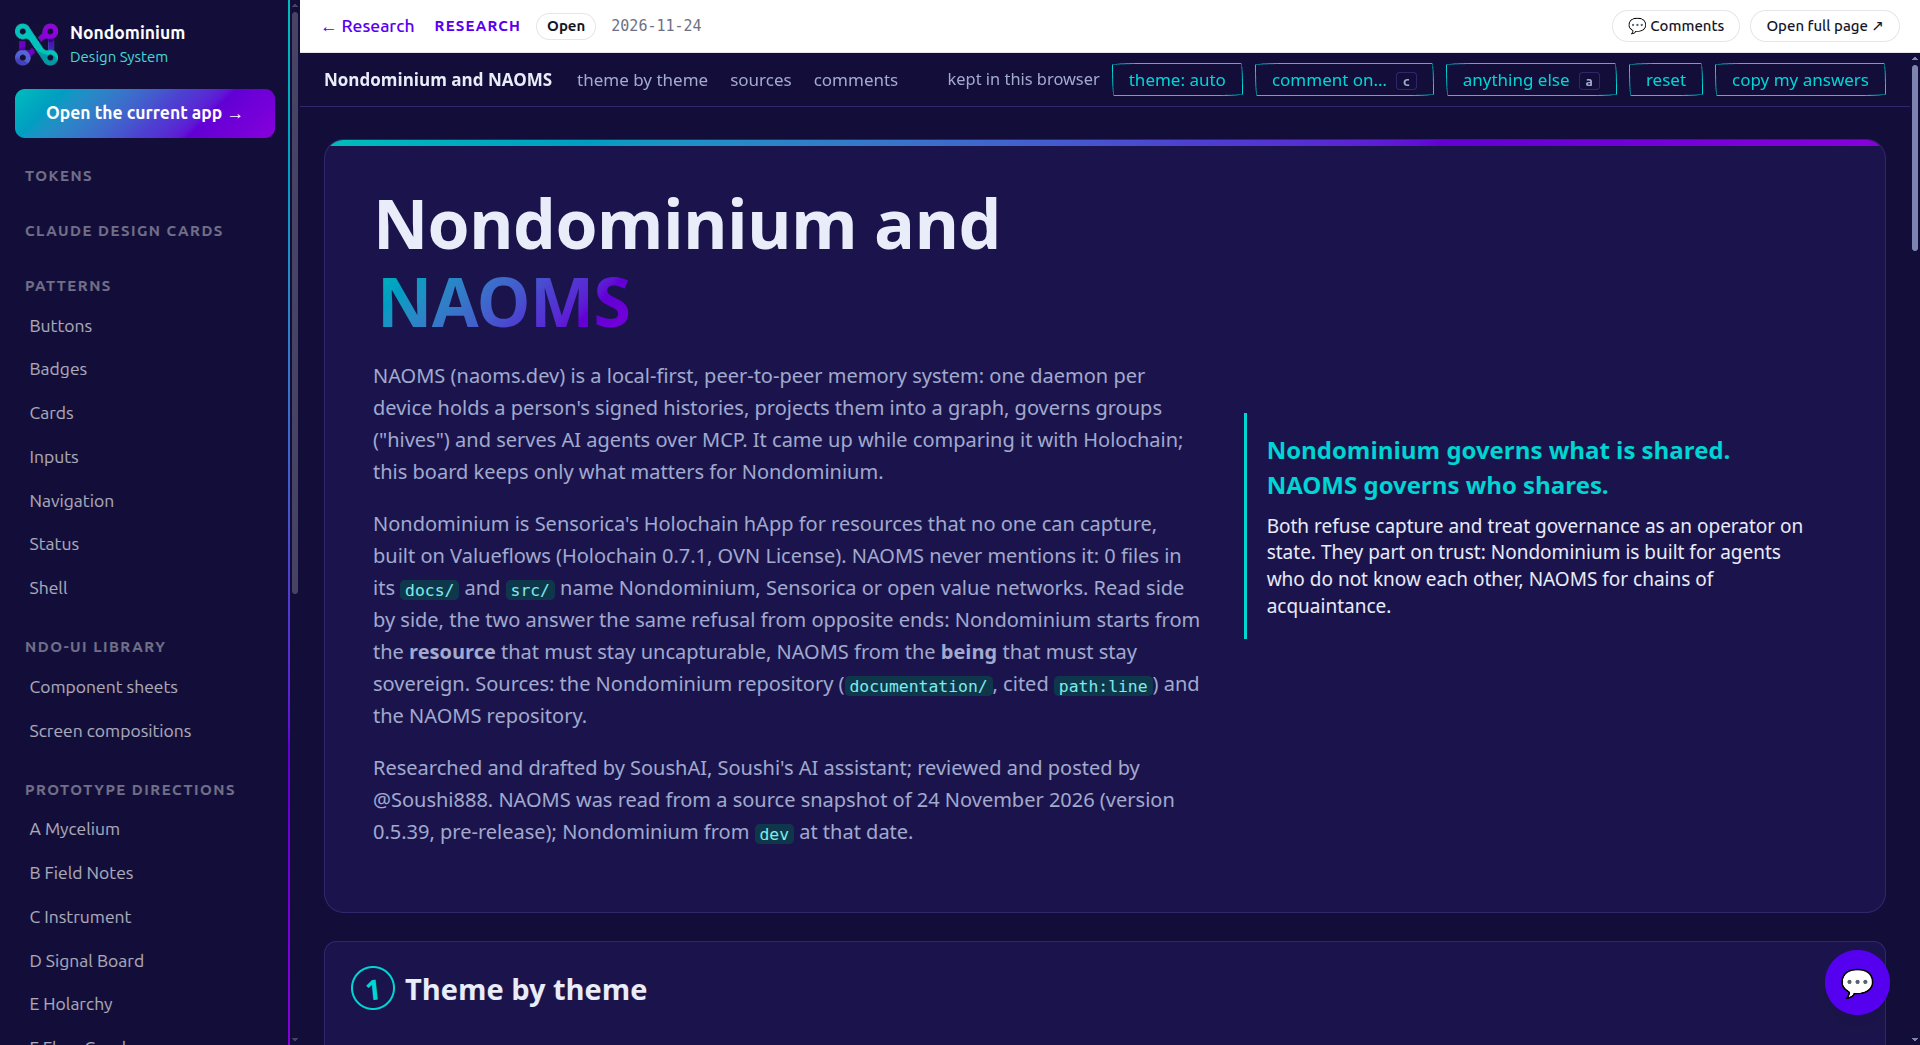 Nondominium
Design System
Open the current app →
TOKENS
CLAUDE DESIGN CARDS
PATTERNS
Buttons
Badges
Cards
Inputs
Navigation
Status
Shell
NDO-UI LIBRARY
Component sheets
Screen compositions
PROTOTYPE DIRECTIONS
A Mycelium
B Field Notes
C Instrument
D Signal Board
E Holarchy
← Research RESEARCH Open 2026-11-24 💬 Comments Open full page ↗
Nondominium and NAOMS theme by theme sources comments kept in this browser theme: auto comment on... c anything else a reset copy my answers
Nondominium and
NAOMS
NAOMS (naoms.dev) is a local-first, peer-to-peer memory system: one daemon per
device holds a person's signed histories, projects them into a graph, governs groups
("hives") and serves AI agents over MCP. It came up while comparing it with Holochain;
this board keeps only what matters for Nondominium.
Nondominium is Sensorica's Holochain hApp for resources that no one can capture,
built on Valueflows (Holochain 0.7.1, OVN License). NAOMS never mentions it: 0 files in
its docs/ and src/ name Nondominium, Sensorica or open value networks. Read side
by side, the two answer the same refusal from opposite ends: Nondominium starts from
the resource that must stay uncapturable, NAOMS from the being that must stay
sovereign. Sources: the Nondominium repository (documentation/, cited path:line) and
the NAOMS repository.
Researched and drafted by SoushAI, Soushi's AI assistant; reviewed and posted by
@Soushi888. NAOMS was read from a source snapshot of 24 November 2026 (version
0.5.39, pre-release); Nondominium from dev at that date.
Nondominium governs what is shared.
NAOMS governs who shares.
Both refuse capture and treat governance as an operator on
state. They part on trust: Nondominium is built for agents
who do not know each other, NAOMS for chains of
acquaintance.
1 Theme by theme